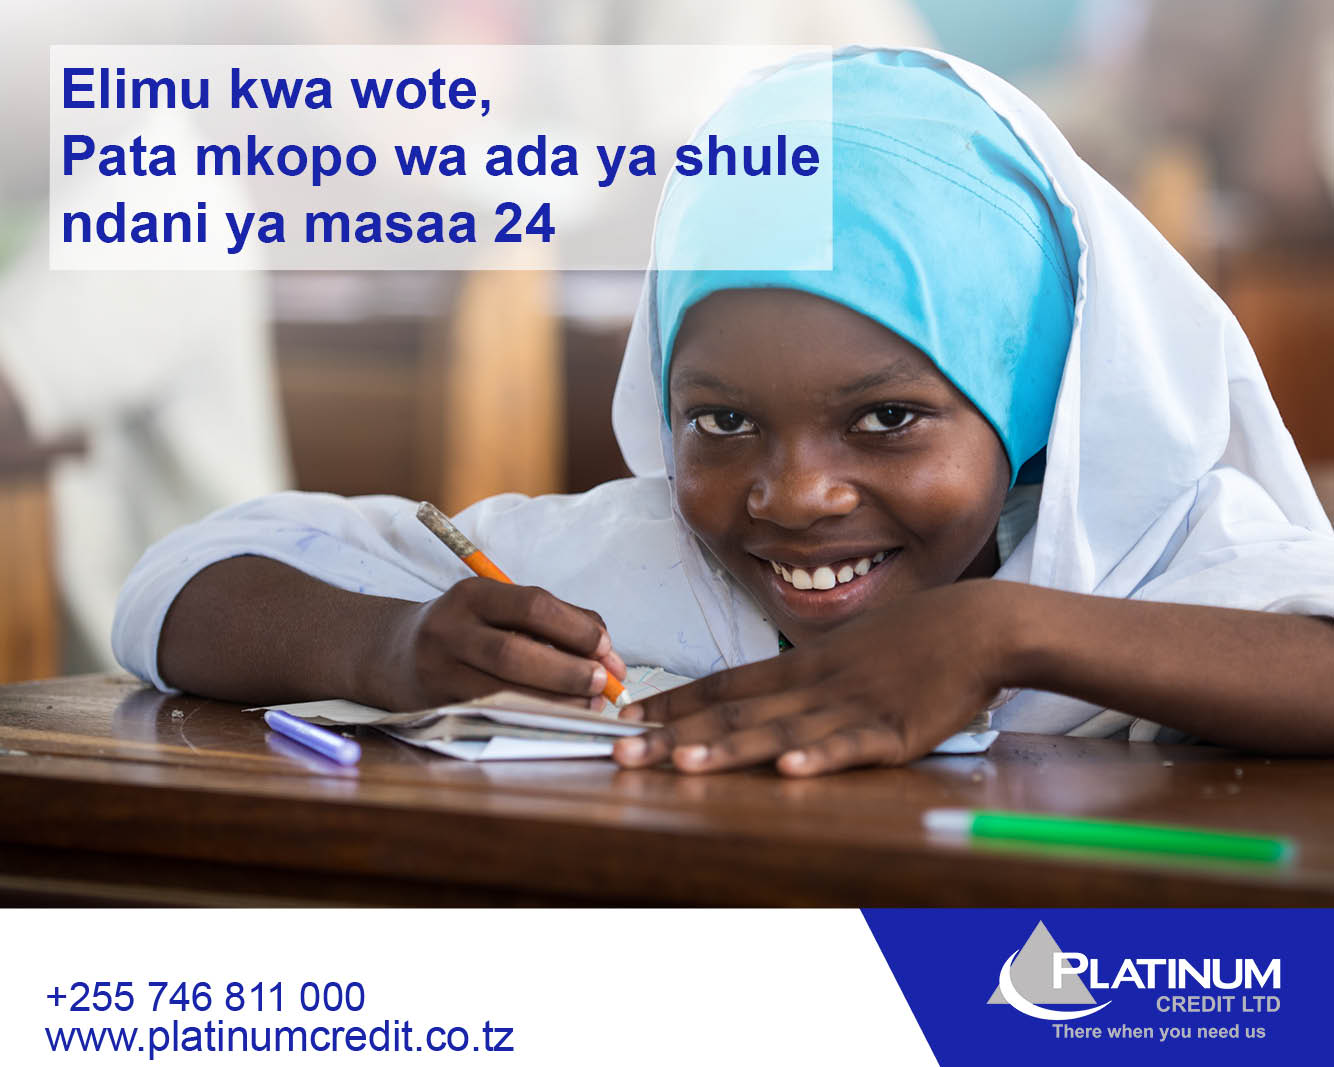 Elimu kwa wote,
Pata mkopo wa ada ya shule
ndani ya masaa 24
+255 746 811 000
www.platinumcredit.co.tz
PLATINUM
CREDIT LTD
There when you need us